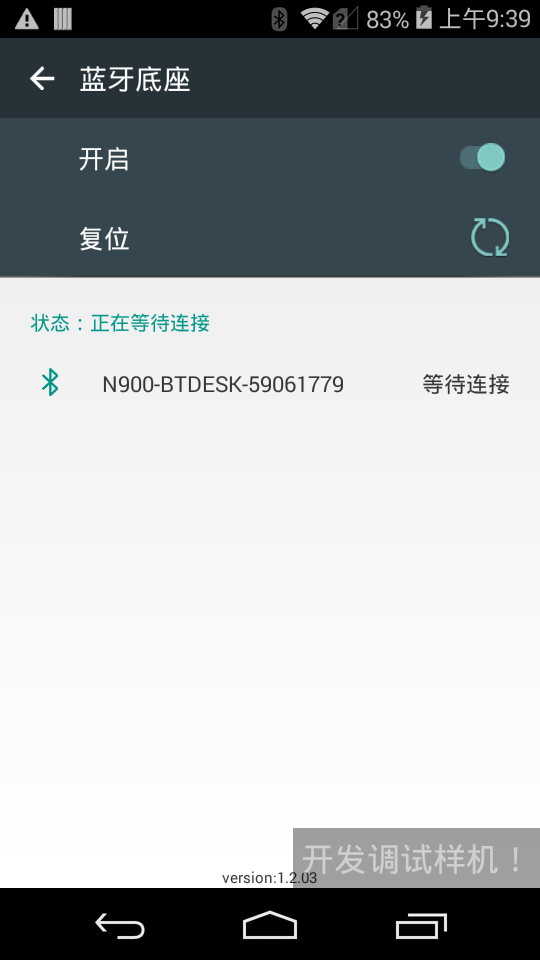 83% 上午9:39
蓝牙底座
开启
复位
状态：正在等待连接
N900-BTDESK-59061779 等待连接
开发调试样机！
version:1.2.03